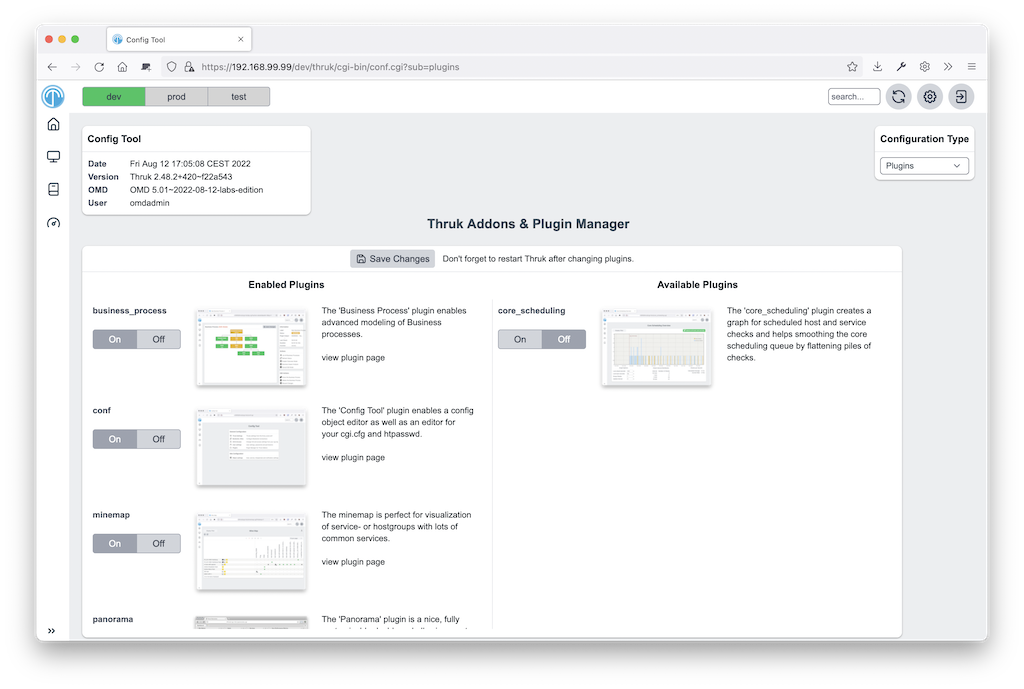 Config Tool
https://192.168.99.99/dev/thruk/cgi-bin/conf.cgi?sub=plugins
dev prod test
search...
Config Tool
Date Fri Aug 12 17:05:08 CEST 2022
Version Thruk 2.48.2+420~f22a543
OMD OMD 5.01~2022-08-12-labs-edition
User omdadmin
Configuration Type
Plugins
Thruk Addons & Plugin Manager
Save Changes Don't forget to restart Thruk after changing plugins.
Enabled Plugins
business_process
On Off
The 'Business Process' plugin enables
advanced modeling of Business
processes.
view plugin page
conf
On Off
The 'Config Tool' plugin enables a config
object editor as well as an editor for
your cgi.cfg and htpasswd.
view plugin page
minemap
On Off
The minemap is perfect for visualization
of service- or hostgroups with lots of
common services.
view plugin page
panorama
The 'Panorama' plugin is a nice, fully
Available Plugins
core_scheduling
On Off
The 'core_scheduling' plugin creates a
graph for scheduled host and service
checks and helps smoothing the core
scheduling queue by flattening piles of
checks.